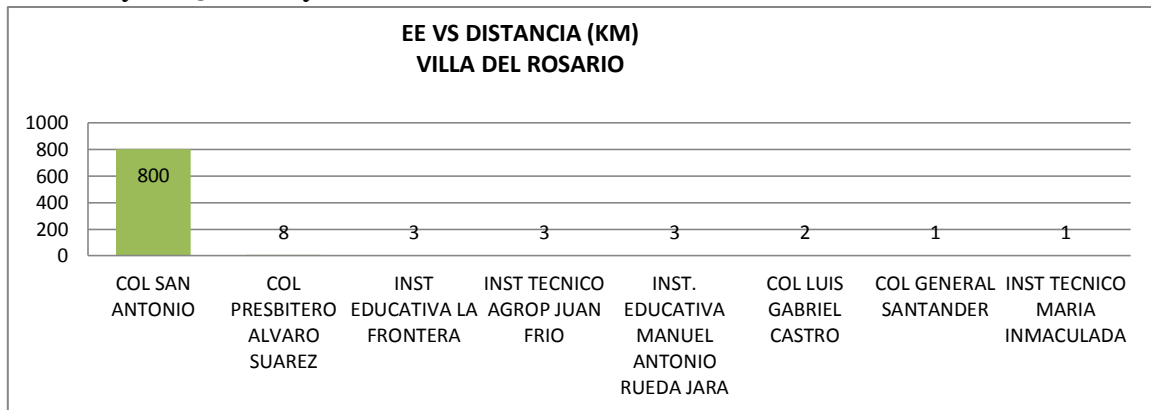 EE VS DISTANCIA (KM)
VILLA DEL ROSARIO
1000
800
600
400
200
0
800
8
3
3
3
2
1
1
COL SAN
ANTONIO
COL
PRESBITERO
ALVARO
SUAREZ
INST
EDUCATIVA LA
FRONTERA
INST TECNICO
AGROP JUAN
FRIO
INST.
EDUCATIVA
MANUEL
ANTONIO
RUEDA JARA
COL LUIS
GABRIEL
CASTRO
COL GENERAL
SANTANDER
INST TECNICO
MARIA
INMACULADA